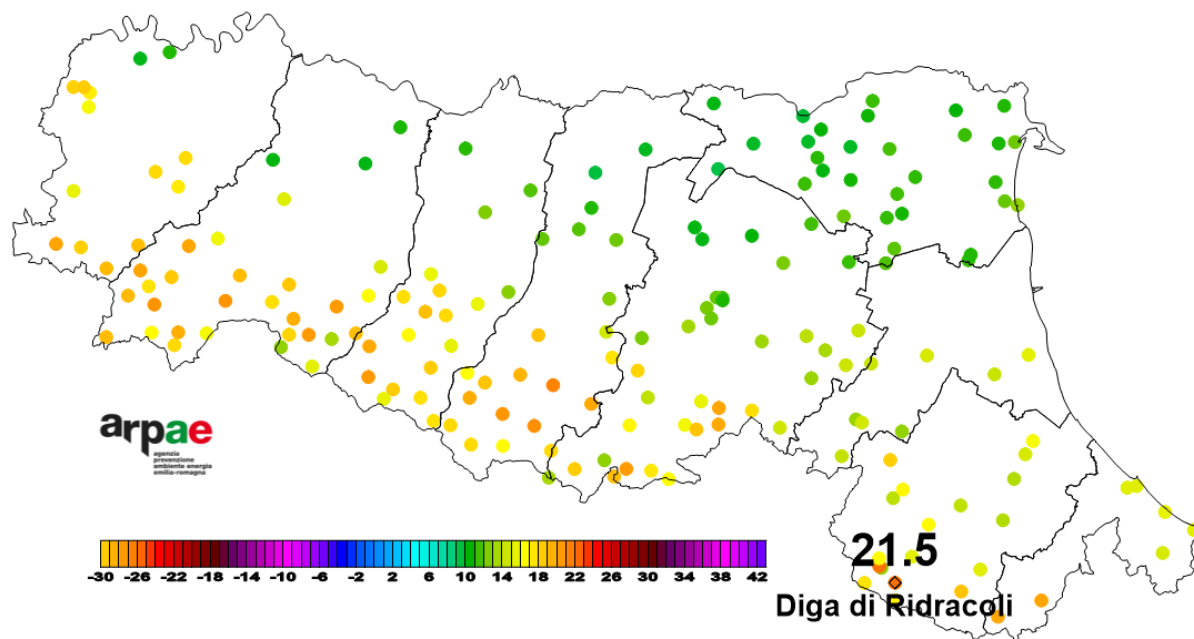 arpae
agenzia
prevenzione
ambiente energia
emilia-romagna
21.5
Diga di Ridracoli
-30 -26 -22 -18 -14 -10 -6 -2 2 6 10 14 18 22 26 30 34 38 42